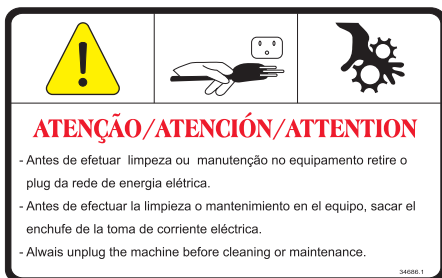 ATENÇÃO/ATENCIÓN/ATTENTION
- Antes de efetuar limpeza ou manutenção no equipamento retire o
plug da rede de energia elétrica.
- Antes de efectuar la limpieza o mantenimiento en el equipo, sacar el
enchufe de la toma de corriente eléctrica.
- Alwais unplug the machine before cleaning or maintenance.
34686.1